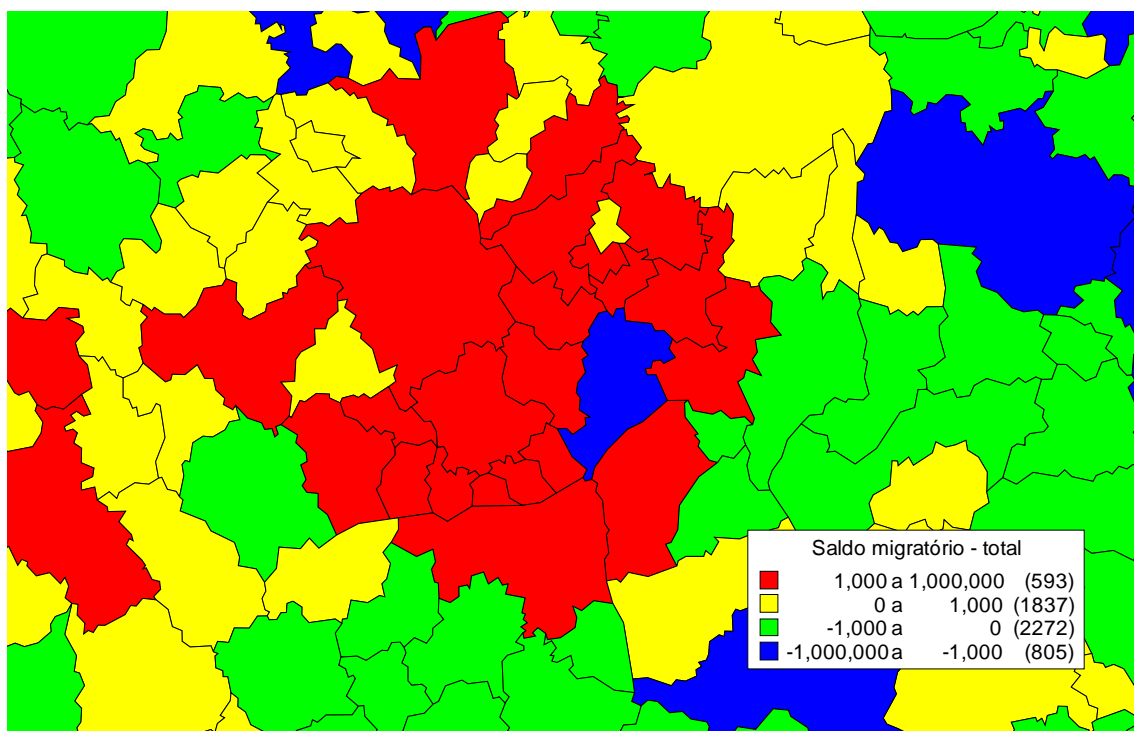 Saldo migratório - total
1,000 a 1,000,000 (593)
0 a 1,000 (1837)
-1,000 a 0 (2272)
-1,000,000 a -1,000 (805)